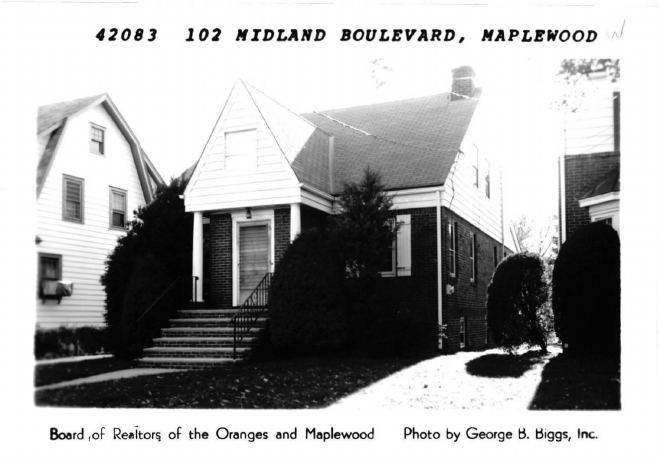 42083 102 MIDLAND BOULEVARD, MAPLEWOOD
Board of Realtors of the Oranges and Maplewood Photo by George B. Biggs, Inc.